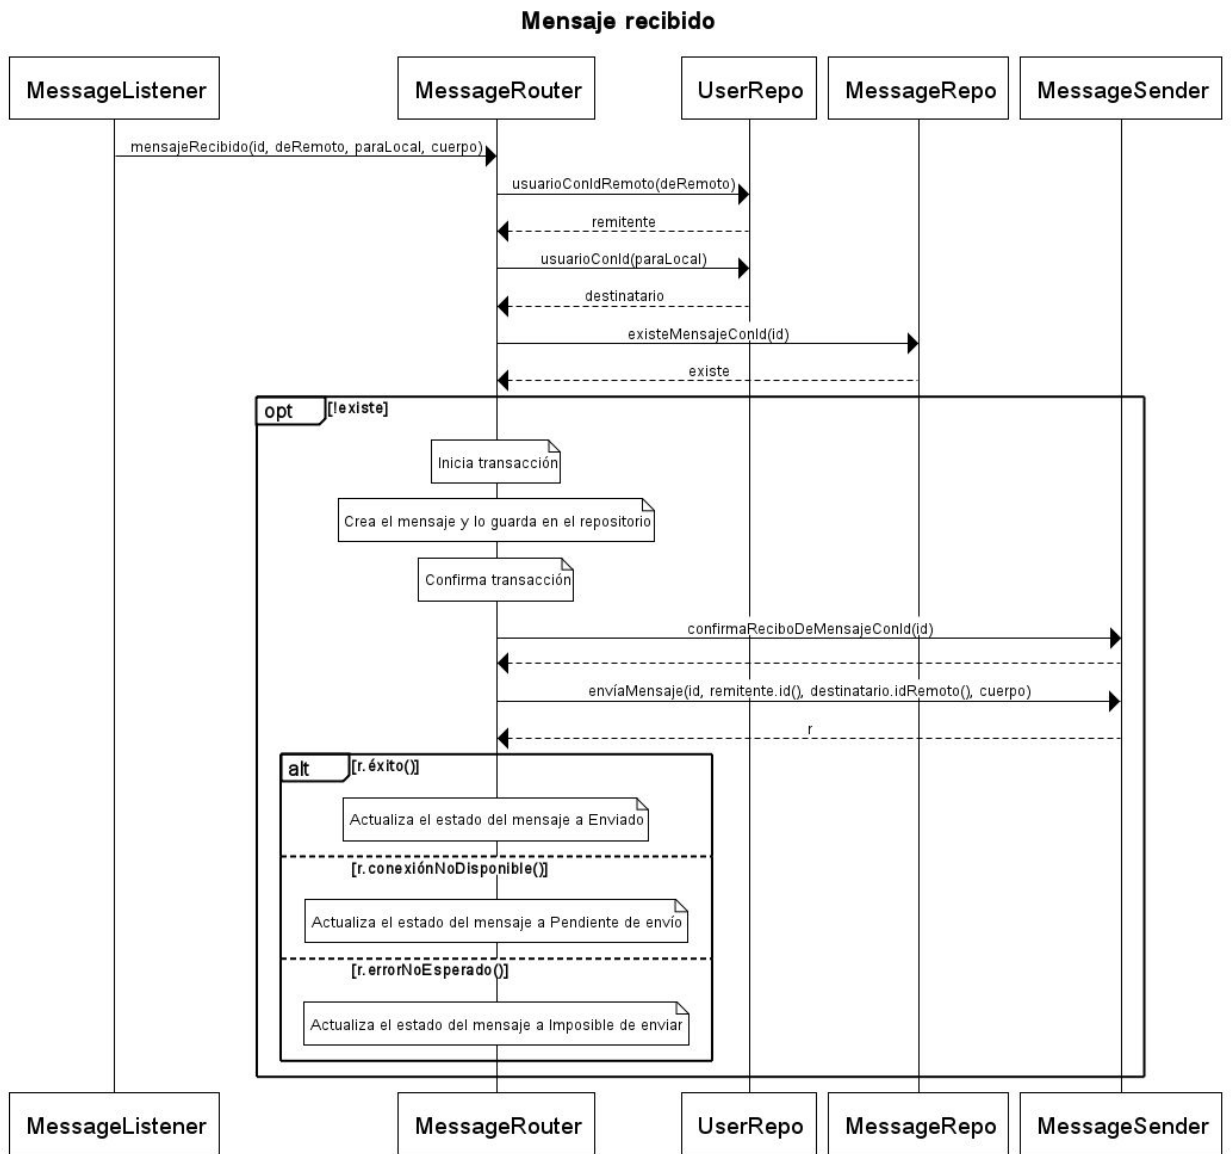 Mensaje recibido
MessageListener
MessageRouter
UserRepo
MessageRepo
MessageSender
mensajeRecibido(id, deRemoto, paraLocal, cuerpo)
usuarioConIdRemoto(deRemoto)
remitente
usuarioConId(paraLocal)
destinatario
existeMensajeConId(id)
existe
opt [!existe]
Inicia transacción
Crea el mensaje y lo guarda en el repositorio
Confirma transacción
confirmaReciboDeMensajeConId(id)
envíaMensaje(id, remitente.id(), destinatario.idRemoto(), cuerpo)
r
alt [r.éxito()]
Actualiza el estado del mensaje a Enviado
[r.conexiónNoDisponible()]
Actualiza el estado del mensaje a Pendiente de envío
[r.errorNoEsperado()]
Actualiza el estado del mensaje a Imposible de enviar
MessageListener
MessageRouter
UserRepo
MessageRepo
MessageSender